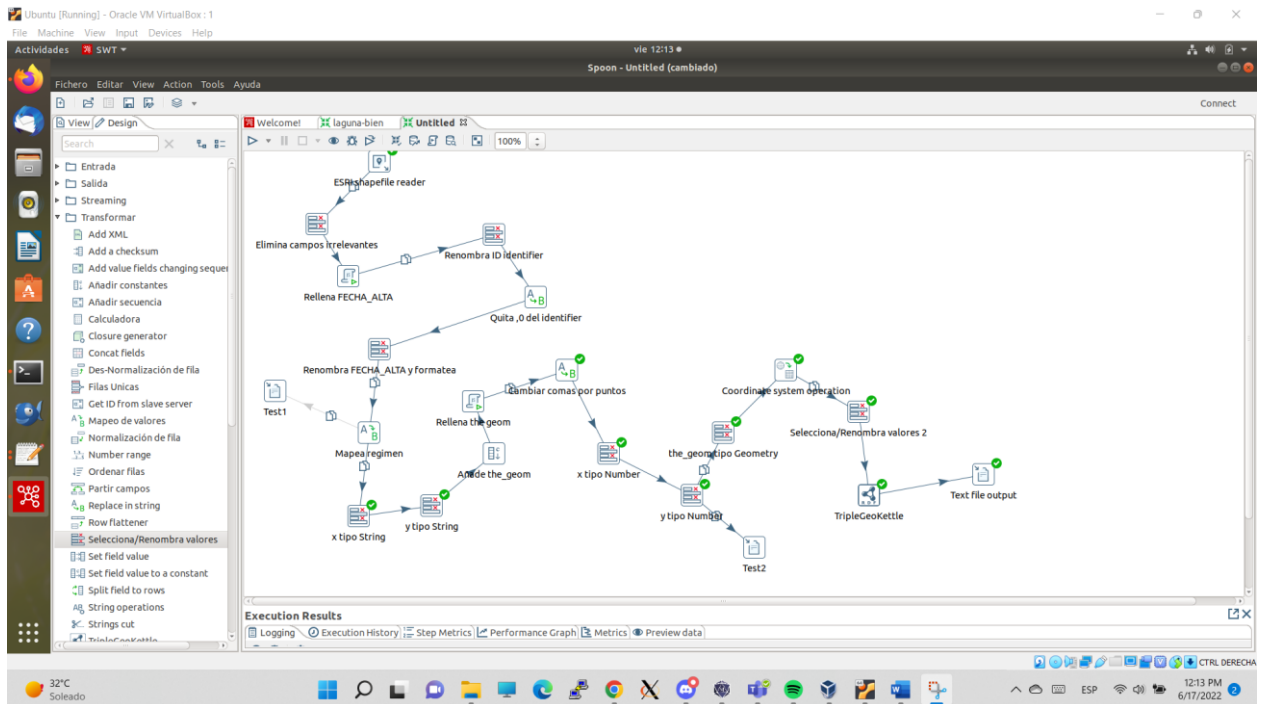 Ubuntu [Running] - Oracle VM VirtualBox : 1
File Machine View Input Devices Help
Actividades SWT vie 12:13
Spoon - Untitled (cambiado)
Fichero Editar View Action Tools Ayuda
Connect
View Design
Welcome! laguna-bien Untitled
Search
100%
Entrada
Salida
Streaming
Transformar
Add XML
Add a checksum
Add value fields changing sequen
Añadir constantes
Añadir secuencia
Calculadora
Closure generator
Concat fields
Des-Normalización de fila
Filas Unicas
Get ID from slave server
Mapeo de valores
Normalización de fila
Number range
Ordenar filas
Partir campos
Replace in string
Row flattener
Selecciona/Renombra valores
Set field value
Set field value to a constant
Split field to rows
String operations
Strings cut
TripleGeoKettle
ESRI shapefile reader
Elimina campos irrelevantes
Renombra ID identifier
Rellena FECHA_ALTA
Quita ,0 del identifier
Renombra FECHA_ALTA y formatea
Cambiar comas por puntos
Coordinate system operation
Test1
Rellena the geom
Selecciona/Renombra valores 2
Mapea regimen
Añade the_geom
x tipo Number
the_geom tipo Geometry
Text file output
x tipo String
y tipo String
y tipo Number
TripleGeoKettle
Test2
Execution Results
Logging Execution History Step Metrics Performance Graph Metrics Preview data
CTRL DERECHA
32°C
Soleado
ESP
12:13 PM
6/17/2022
2